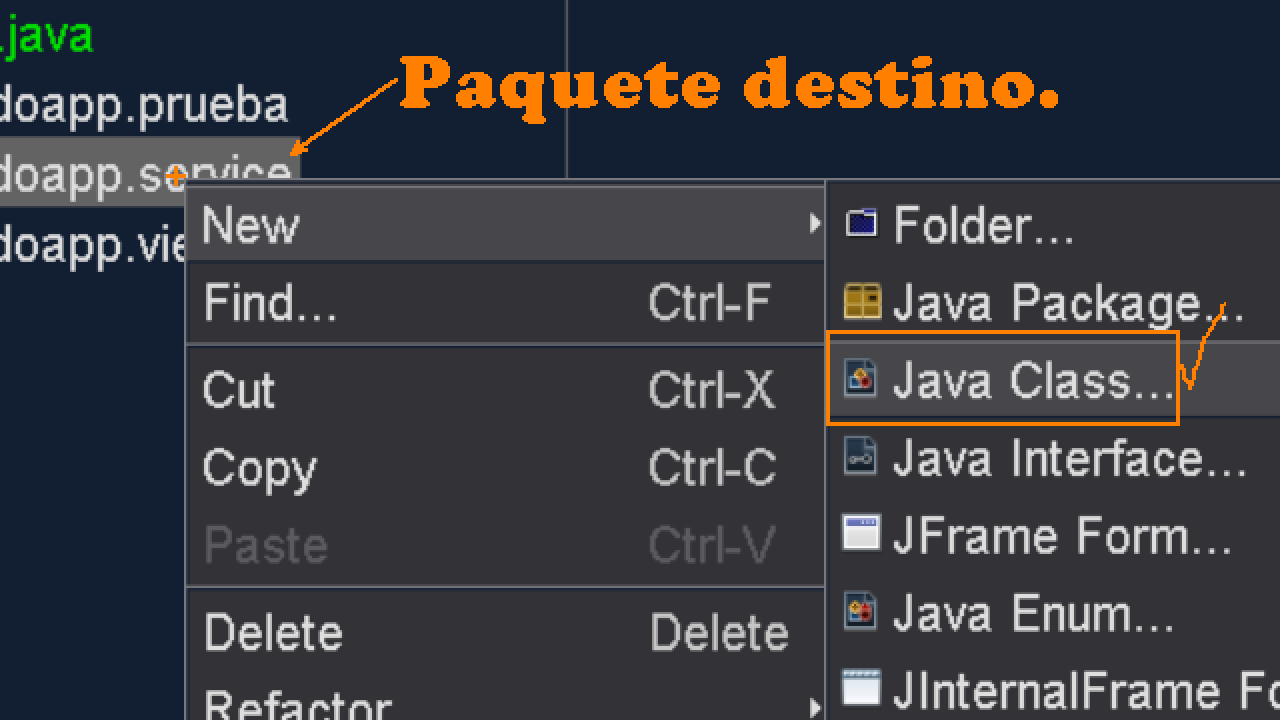 .java
Paquete destino.
doapp.prueba
doapp.service
doapp.vie
New
Find... Ctrl-F
Cut Ctrl-X
Copy Ctrl-C
Paste Ctrl-V
Delete Delete
Refactor
Folder...
Java Package...
Java Class...
Java Interface...
JFrame Form...
Java Enum...
JInternalFrame Fo